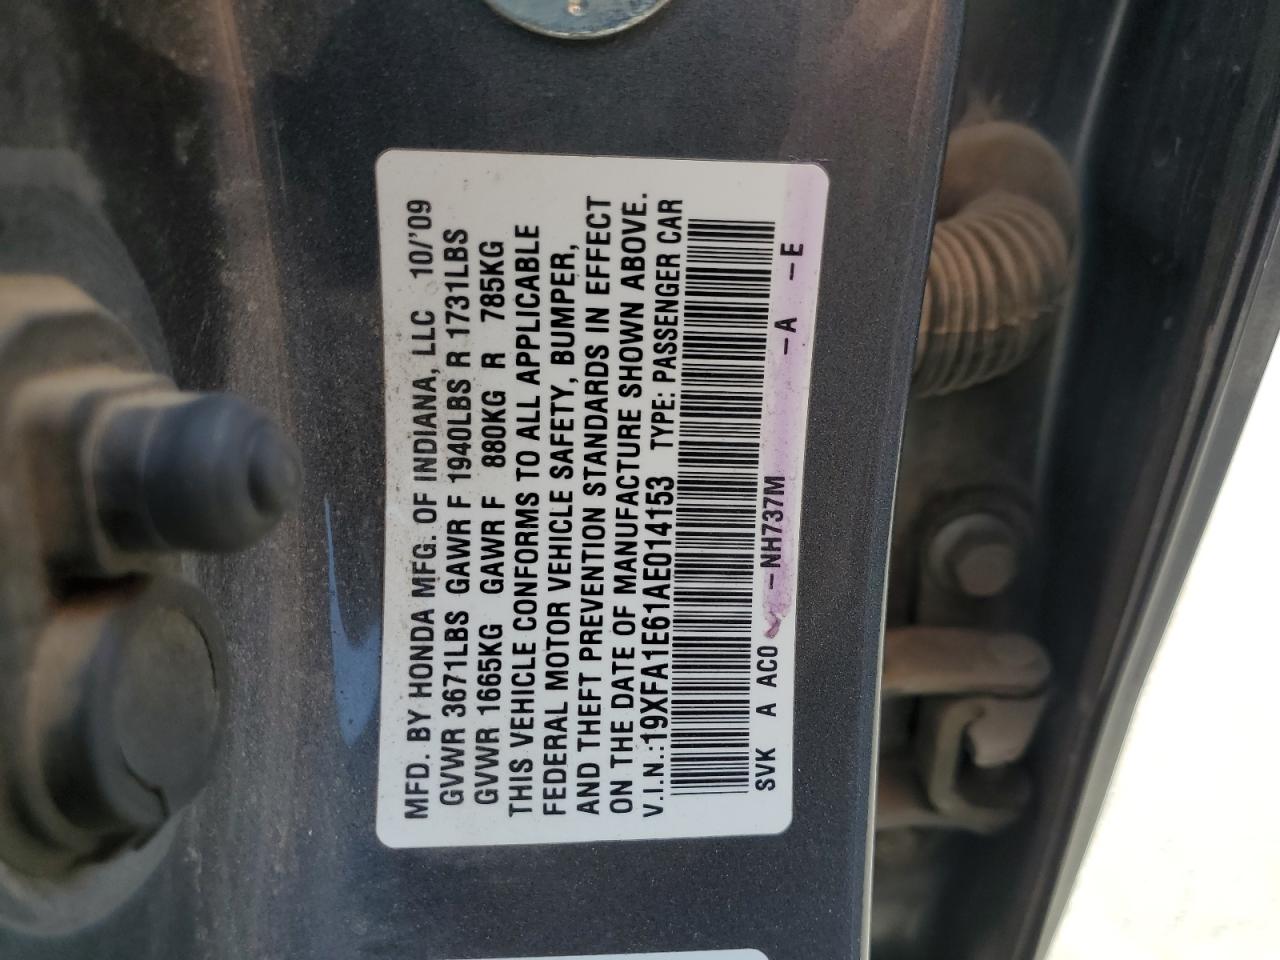 MFD. BY HONDA MFG. OF INDIANA, LLC 10/'09
GVWR 3671LBS GAWR F 1940LBS R 1731LBS
GVWR 1665KG GAWR F 880KG R 785KG
THIS VEHICLE CONFORMS TO ALL APPLICABLE
FEDERAL MOTOR VEHICLE SAFETY, BUMPER,
AND THEFT PREVENTION STANDARDS IN EFFECT
ON THE DATE OF MANUFACTURE SHOWN ABOVE.
V.I.N.:19XFA1E61AE014153 TYPE: PASSENGER CAR
SVK A AC0 -NH737M -A -E